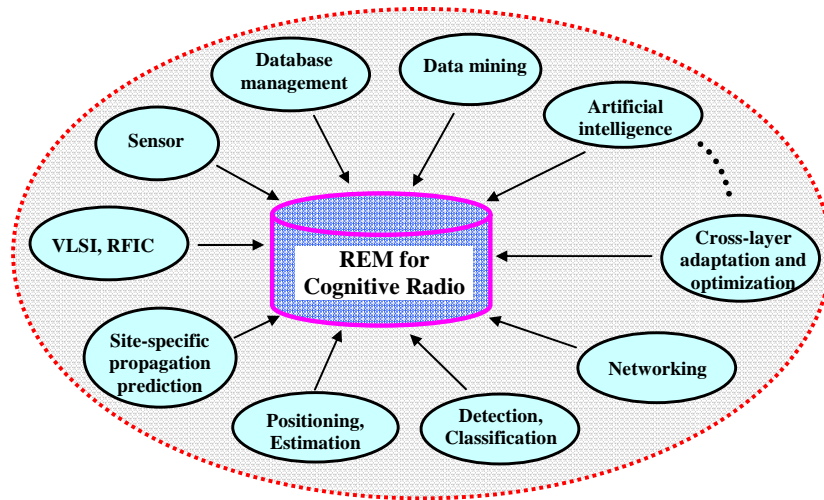 Database
management
Data mining
Artificial
intelligence
Sensor
VLSI, RFIC
REM for
Cognitive Radio
Cross-layer
adaptation and
optimization
Site-specific
propagation
prediction
Networking
Positioning,
Estimation
Detection,
Classification